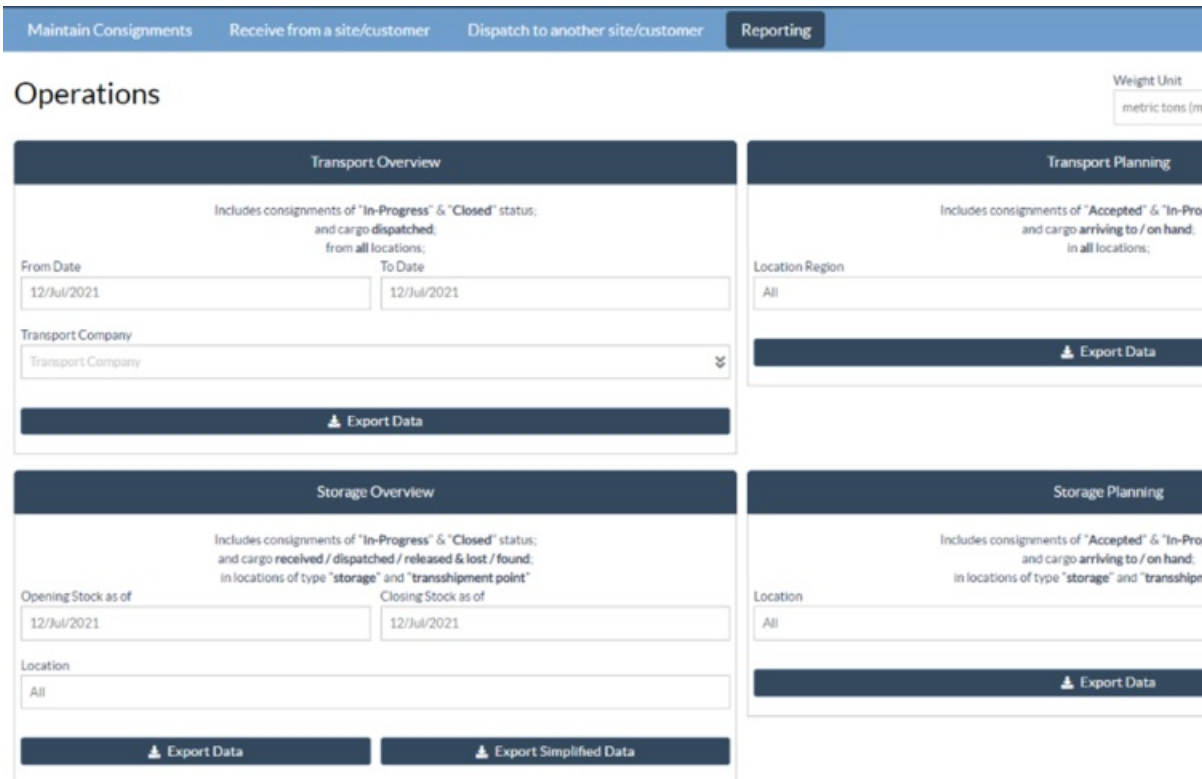 Maintain Consignments Receive from a site/customer Dispatch to another site/customer Reporting
Operations
Weight Unit
metric tons (m
Transport Overview
Includes consignments of "In-Progress" & "Closed" status;
and cargo dispatched;
from all locations;
From Date To Date
12/Jul/2021 12/Jul/2021
Transport Company
Transport Company
Export Data
Transport Planning
Includes consignments of "Accepted" & "In-Pro
and cargo arriving to / on hand;
in all locations;
Location Region
All
Export Data
Storage Overview
Includes consignments of "In-Progress" & "Closed" status;
and cargo received / dispatched / released & lost / found;
in locations of type "storage" and "transshipment point"
Opening Stock as of Closing Stock as of
12/Jul/2021 12/Jul/2021
Location
All
Export Data Export Simplified Data
Storage Planning
Includes consignments of "Accepted" & "In-Pro
and cargo arriving to / on hand;
in locations of type "storage" and "transshipm
Location
All
Export Data